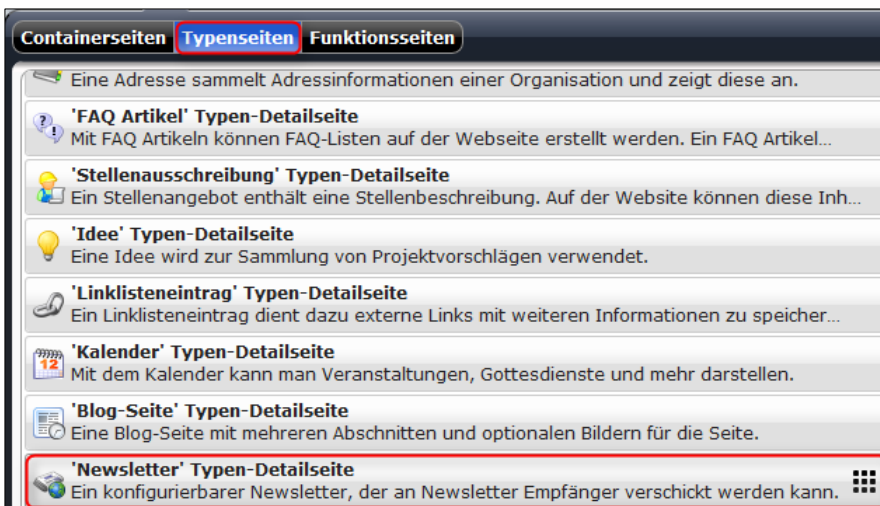 Containerseiten Typenseiten Funktionsseiten
Eine Adresse sammelt Adressinformationen einer Organisation und zeigt diese an.
'FAQ Artikel' Typen-Detailseite
Mit FAQ Artikeln können FAQ-Listen auf der Webseite erstellt werden. Ein FAQ Artikel...
'Stellenausschreibung' Typen-Detailseite
Ein Stellenangebot enthält eine Stellenbeschreibung. Auf der Website können diese Inh...
'Idee' Typen-Detailseite
Eine Idee wird zur Sammlung von Projektvorschlägen verwendet.
'Linklisteneintrag' Typen-Detailseite
Ein Linklisteneintrag dient dazu externe Links mit weiteren Informationen zu speicher...
'Kalender' Typen-Detailseite
12
Mit dem Kalender kann man Veranstaltungen, Gottesdienste und mehr darstellen.
'Blog-Seite' Typen-Detailseite
Eine Blog-Seite mit mehreren Abschnitten und optionalen Bildern für die Seite.
'Newsletter' Typen-Detailseite
Ein konfigurierbarer Newsletter, der an Newsletter Empfänger verschickt werden kann.